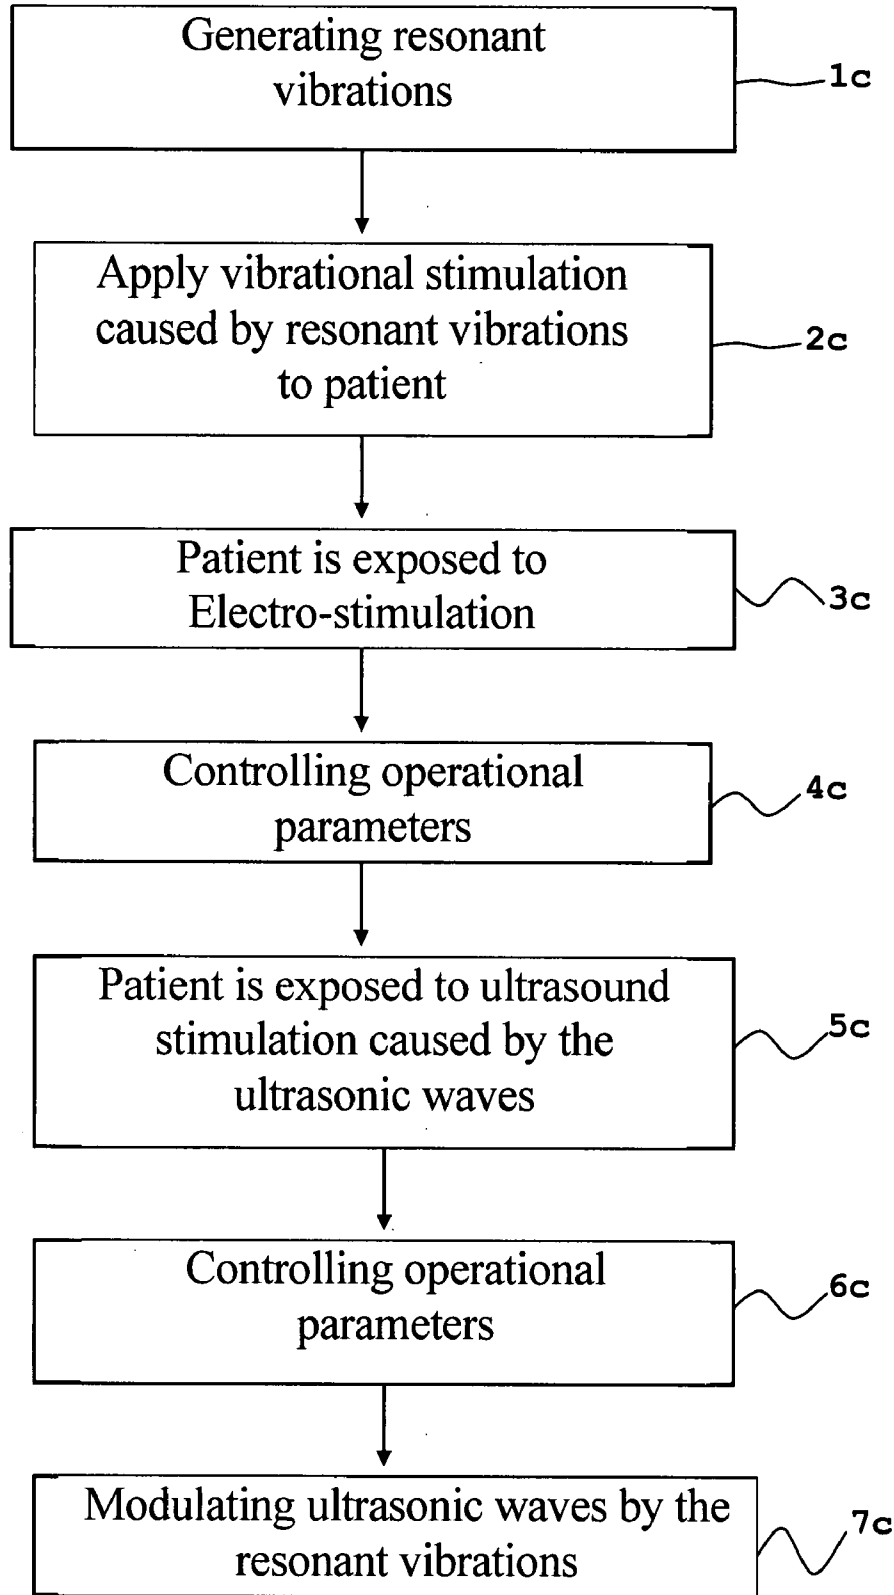 Generating resonant
vibrations
1c
Apply vibrational stimulation
caused by resonant vibrations
to patient
2c
Patient is exposed to
Electro-stimulation
3c
Controlling operational
parameters
4c
Patient is exposed to ultrasound
stimulation caused by the
ultrasonic waves
5c
Controlling operational
parameters
6c
Modulating ultrasonic waves by the
resonant vibrations
7c